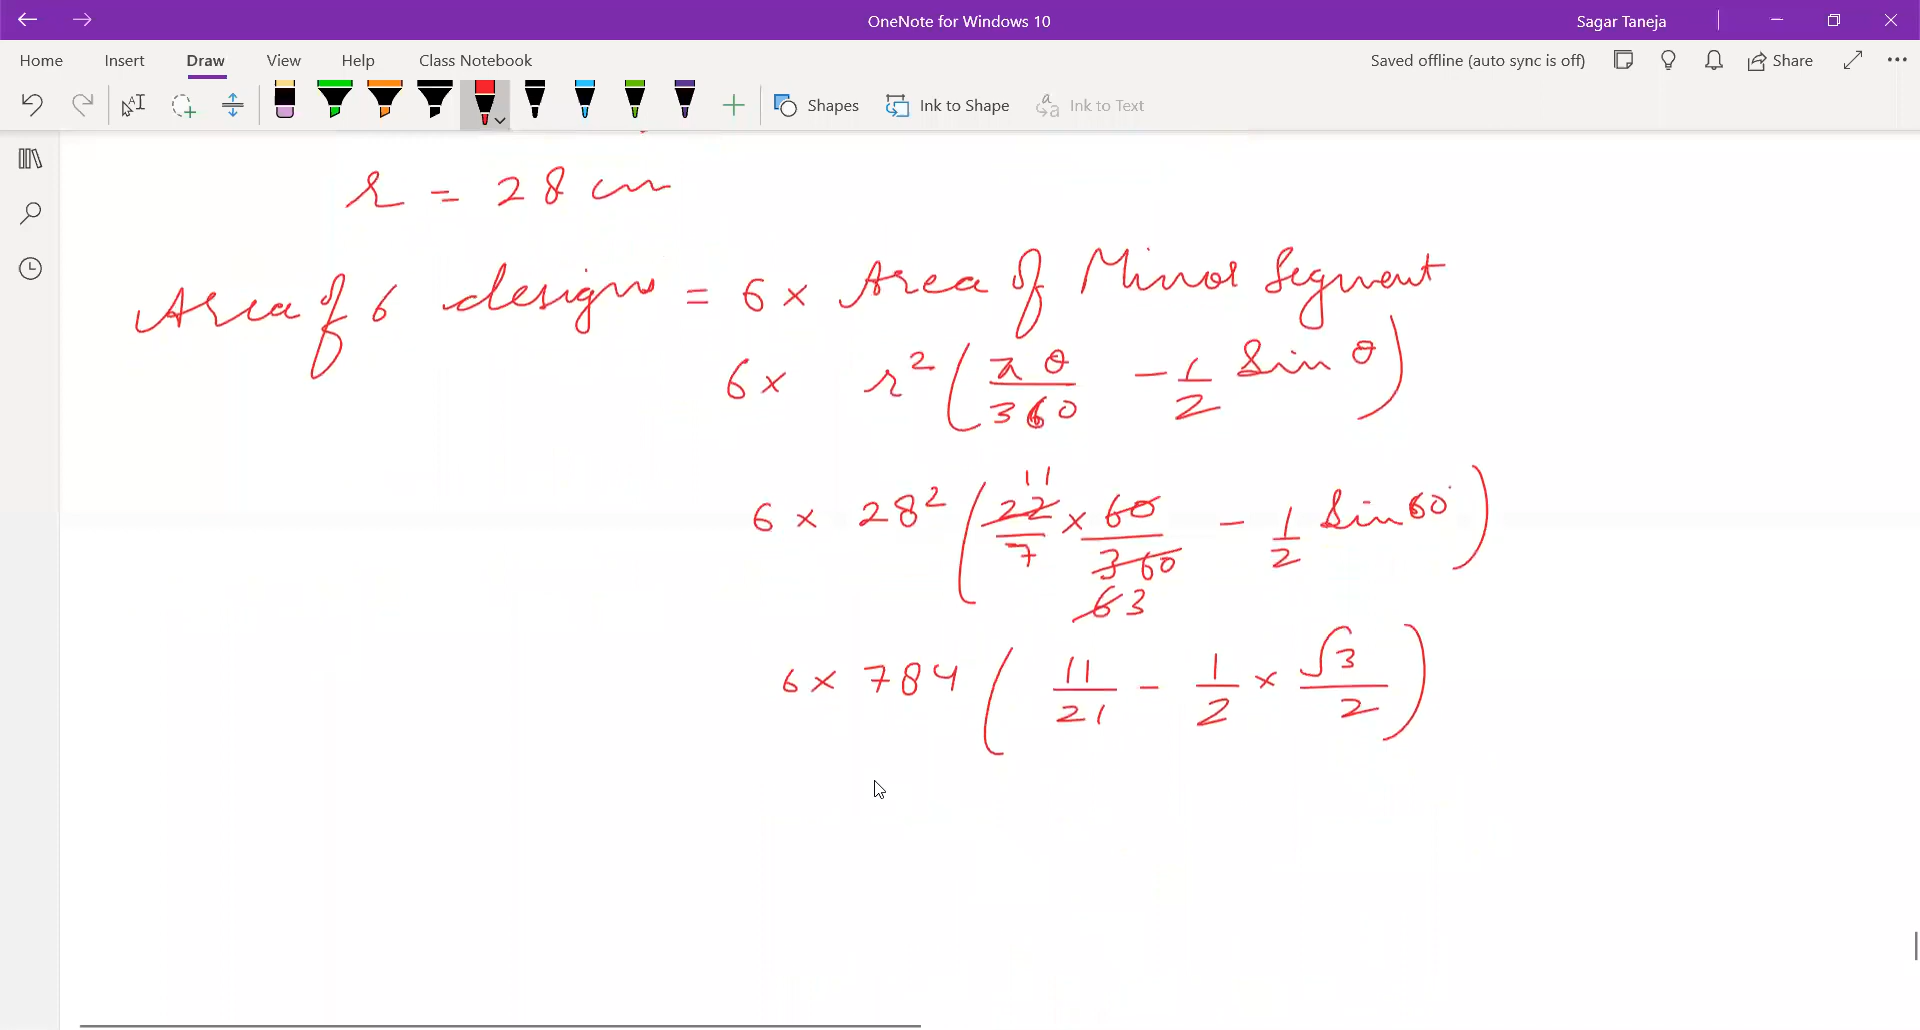 OneNote for Windows 10
Sagar Taneja
Home Insert Draw View Help Class Notebook
Saved offline (auto sync is off) Share
Shapes Ink to Shape Ink to Text
r = 28 cm
Area of 6 designs = 6 × Area of Minor Segment
6 × r² ( π θ / 360 - 1/2 Sin θ )
11
6 × 28² ( 22/7 × 60/360 - 1/2 Sin 60° )
6 3
6 × 784 ( 11/21 - 1/2 × √3/2 )